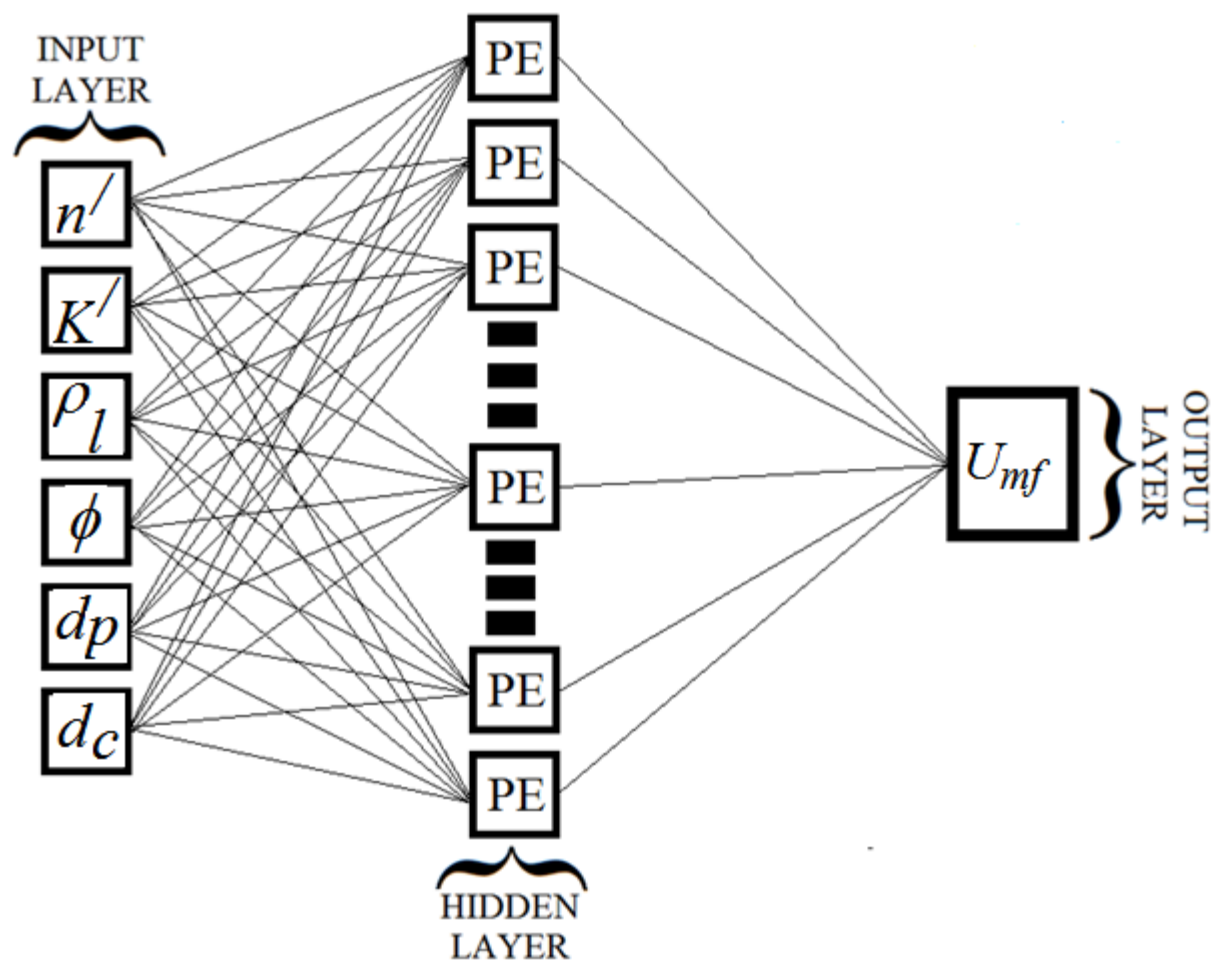 INPUT
LAYER
n/
K/
ρl
ϕ
dp
dc
PE
PE
PE
PE
PE
PE
HIDDEN
LAYER
Umf
OUTPUT
LAYER